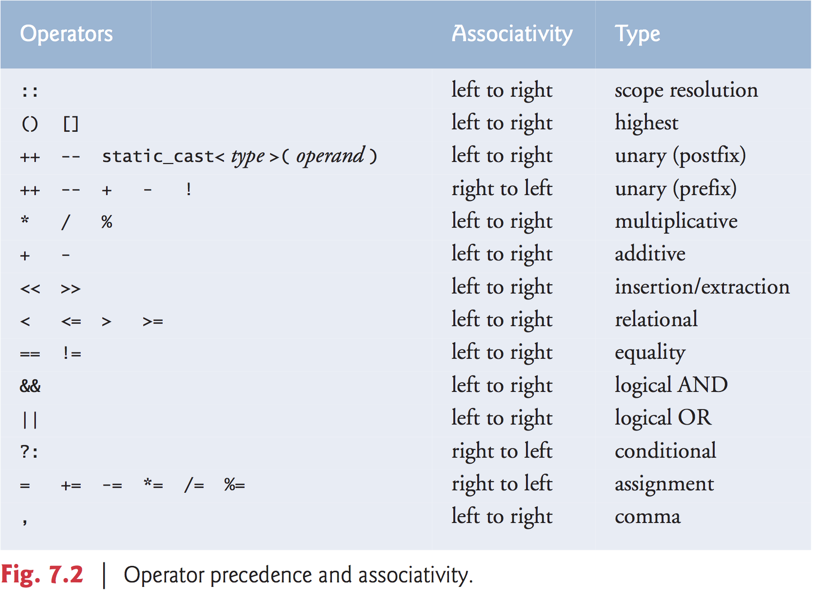 Operators Associativity Type
:: left to right scope resolution
() [] left to right highest
++ -- static_cast< type >( operand ) left to right unary (postfix)
++ -- + - ! right to left unary (prefix)
* / % left to right multiplicative
+ - left to right additive
<< >> left to right insertion/extraction
< <= > >= left to right relational
== != left to right equality
&& left to right logical AND
|| left to right logical OR
?: right to left conditional
= += -= *= /= %= right to left assignment
, left to right comma
Fig. 7.2 | Operator precedence and associativity.